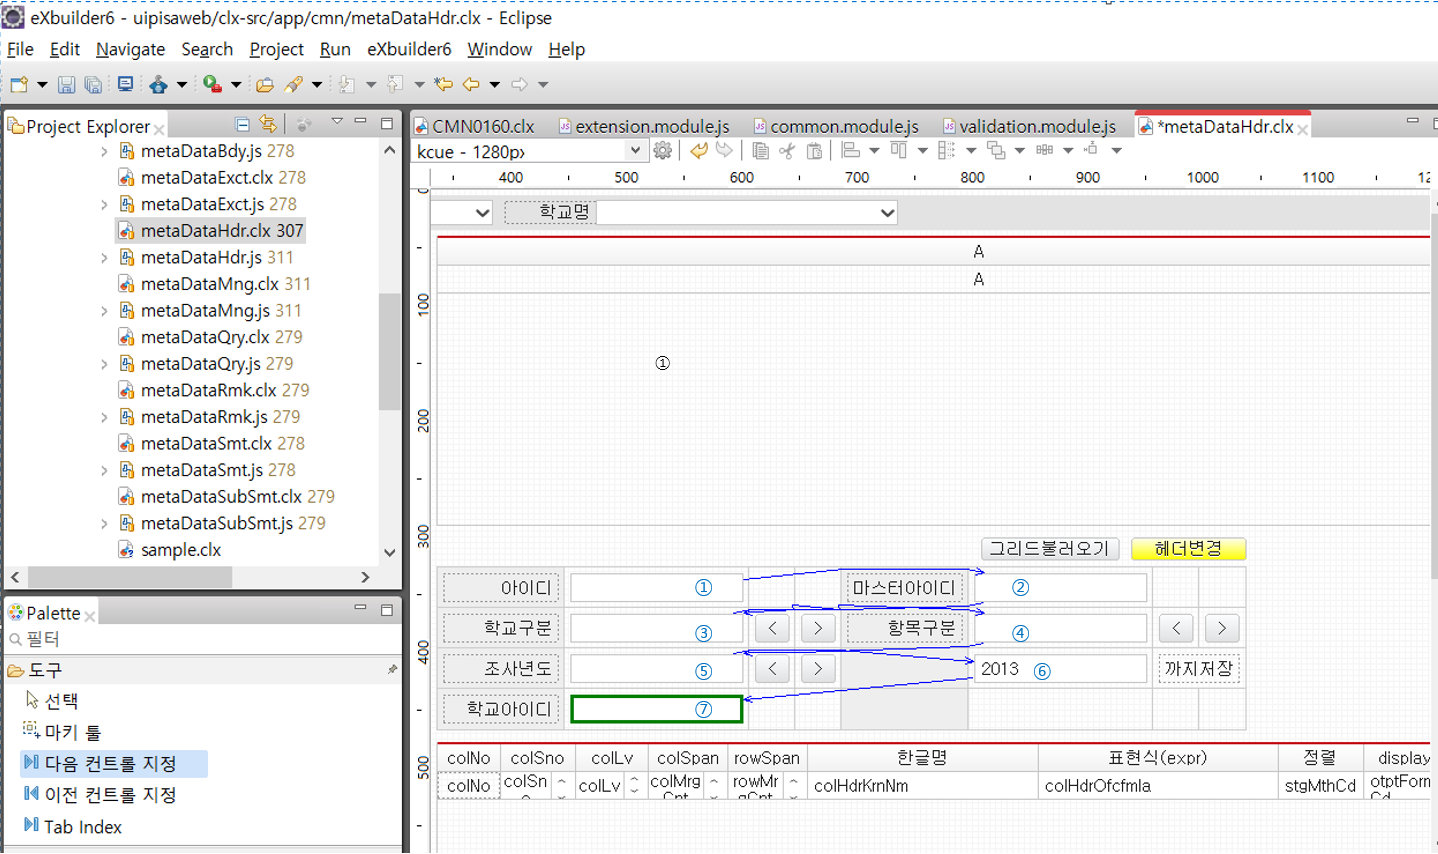 eXbuilder6 - uipisaweb/clx-src/app/cmn/metaDataHdr.clx - Eclipse
File Edit Navigate Search Project Run eXbuilder6 Window Help
Project Explorer
metaDataBdy.js 278
metaDataExct.clx 278
metaDataExct.js 278
metaDataHdr.clx 307
metaDataHdr.js 311
metaDataMng.clx 311
metaDataMng.js 311
metaDataQry.clx 279
metaDataQry.js 279
metaDataRmk.clx 279
metaDataRmk.js 279
metaDataSmt.clx 278
metaDataSmt.js 278
metaDataSubSmt.clx 279
metaDataSubSmt.js 279
sample.clx
Palette
필터
도구
선택
마키 툴
다음 컨트롤 지정
이전 컨트롤 지정
Tab Index
CMN0160.clx extension.module.js common.module.js validation.module.js *metaDataHdr.clx
kcue - 1280px
400 500 600 700 800 900 1000 1100
0
100
200
300
400
500
학교명
A
A
①
그리드불러오기 헤더변경
아이디 ① 마스터아이디 ②
학교구분 ③ < > 항목구분 ④ < >
조사년도 ⑤ < > 2013 ⑥ 까지저장
학교아이디 ⑦
colNo colSno colLv colSpan rowSpan 한글명 표현식(expr) 정렬 display
colNo colSn colLv colMrg rowMr colHdrKrnNm colHdrOfcfmla stgMthCd otptForm